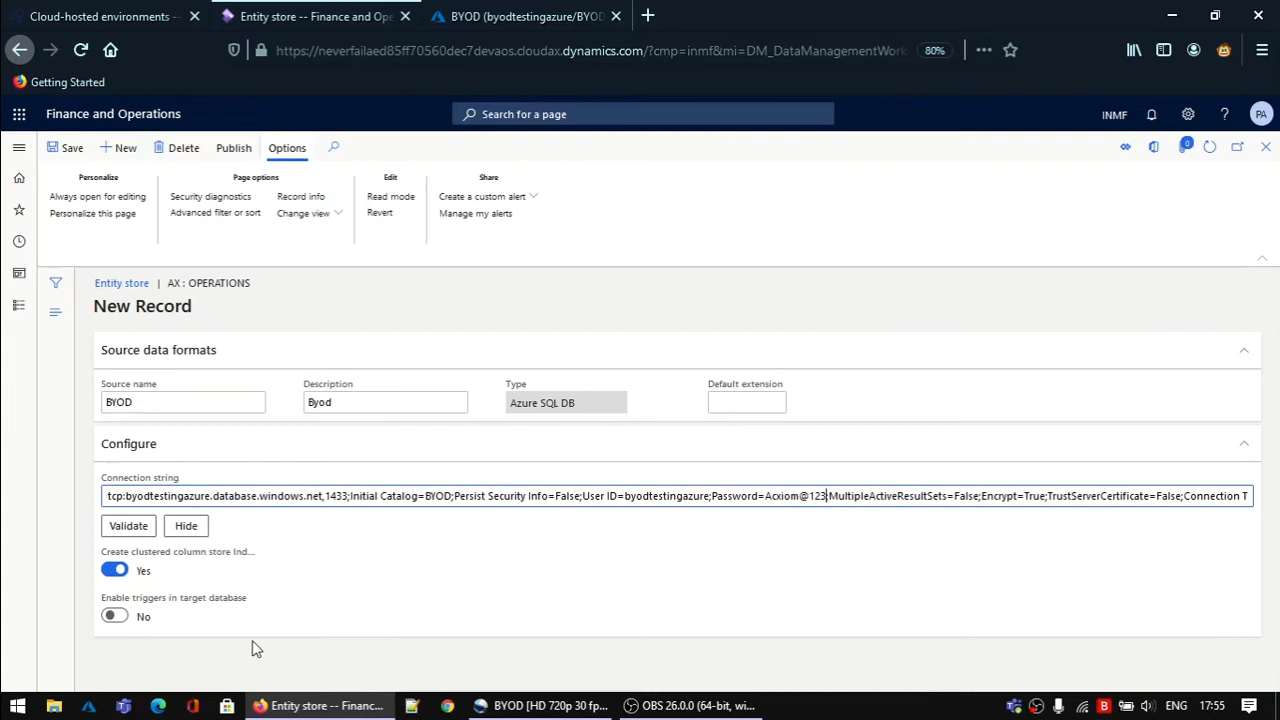 Cloud-hosted environments --
Entity store -- Finance and Ope
BYOD (byodtestingazure/BYOD
https://neverfailaed85ff70560dec7devaos.cloudax.dynamics.com/?cmp=inmf&mi=DM_DataManagementWork
80%
Getting Started
Finance and Operations
Search for a page
INMF
?
PA
Save
New
Delete
Publish
Options
0
Personalize
Always open for editing
Personalize this page
Page options
Security diagnostics
Record info
Advanced filter or sort
Change view
Edit
Read mode
Revert
Share
Create a custom alert
Manage my alerts
Entity store | AX : OPERATIONS
New Record
Source data formats
Source name
Description
Type
Default extension
BYOD
Byod
Azure SQL DB
Configure
Connection string
tcp:byodtestingazure.database.windows.net,1433;Initial Catalog=BYOD;Persist Security Info=False;User ID=byodtestingazure;Password=Acxiom@123;MultipleActiveResultSets=False;Encrypt=True;TrustServerCertificate=False;Connection T
Validate
Hide
Create clustered column store Ind...
Yes
Enable triggers in target database
No
Entity store -- Financ...
BYOD [HD 720p 30 fp...
OBS 26.0.0 (64-bit, wi...
B
ENG
17:55